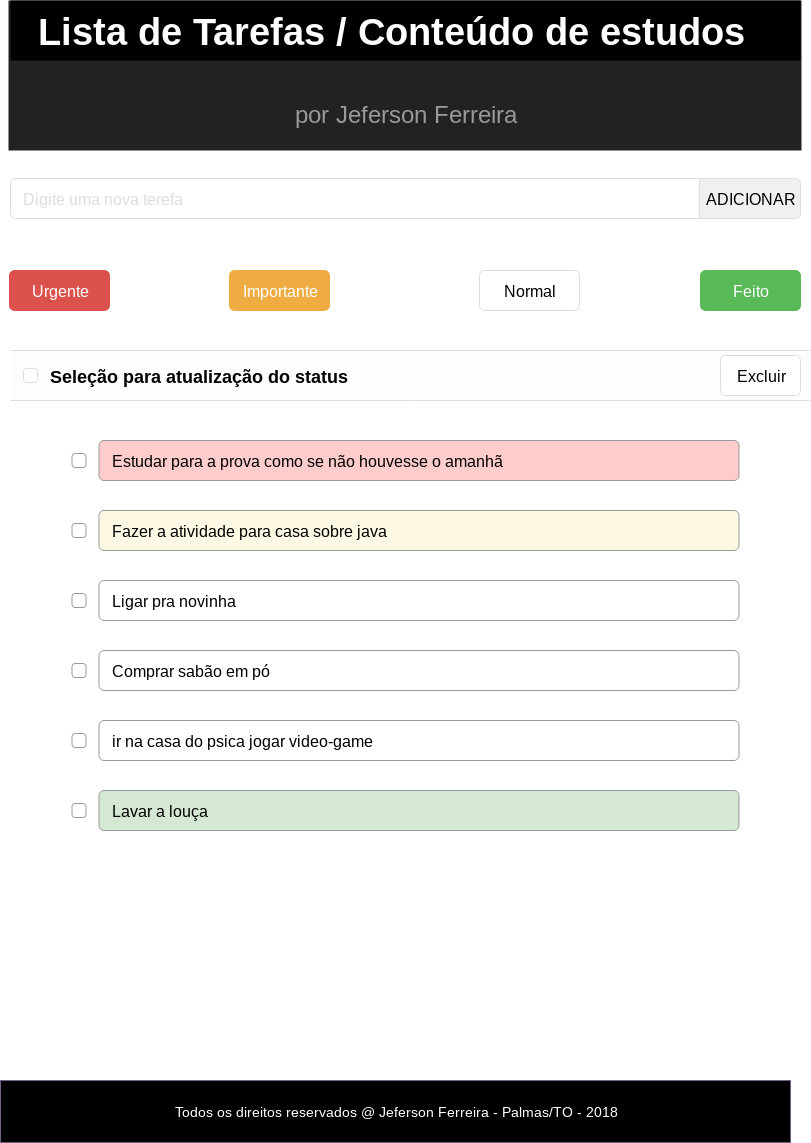 Lista de Tarefas / Conteúdo de estudos
por Jeferson Ferreira
Digite uma nova terefa
ADICIONAR
Urgente
Importante
Normal
Feito
Seleção para atualização do status
Excluir
Estudar para a prova como se não houvesse o amanhã
Fazer a atividade para casa sobre java
Ligar pra novinha
Comprar sabão em pó
ir na casa do psica jogar video-game
Lavar a louça
Todos os direitos reservados @ Jeferson Ferreira - Palmas/TO - 2018